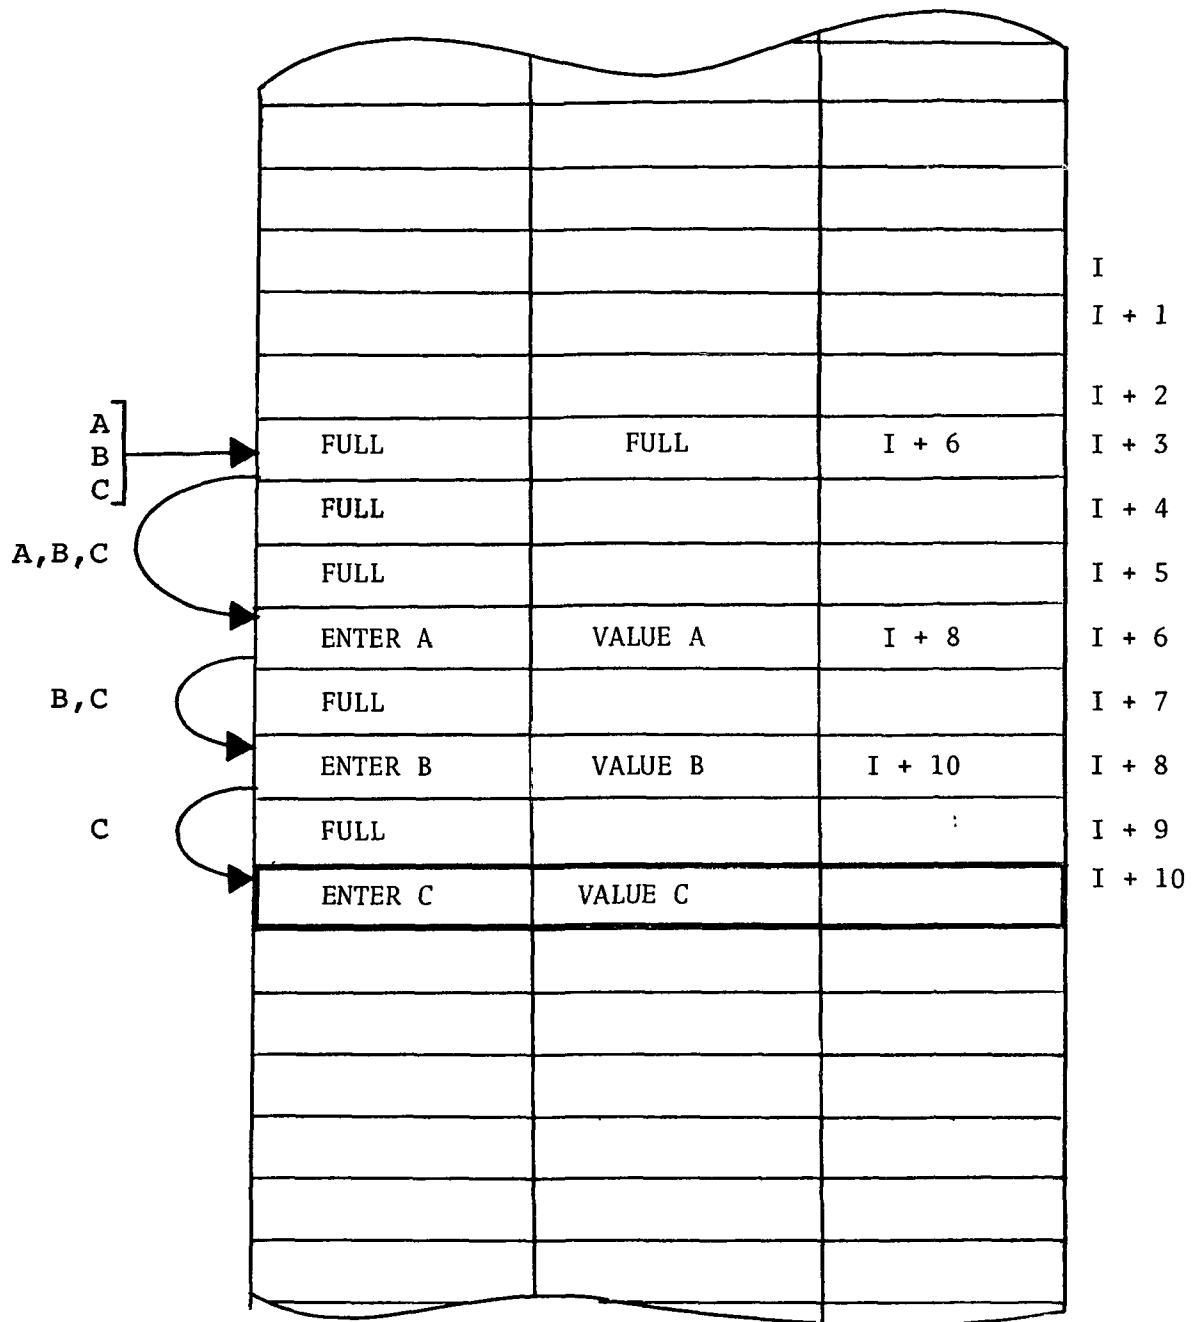 I
I + 1
I + 2
A
B
C
FULL FULL I + 6 I + 3
FULL I + 4
A,B,C
FULL I + 5
ENTER A VALUE A I + 8 I + 6
B,C FULL I + 7
ENTER B VALUE B I + 10 I + 8
C FULL I + 9
ENTER C VALUE C I + 10